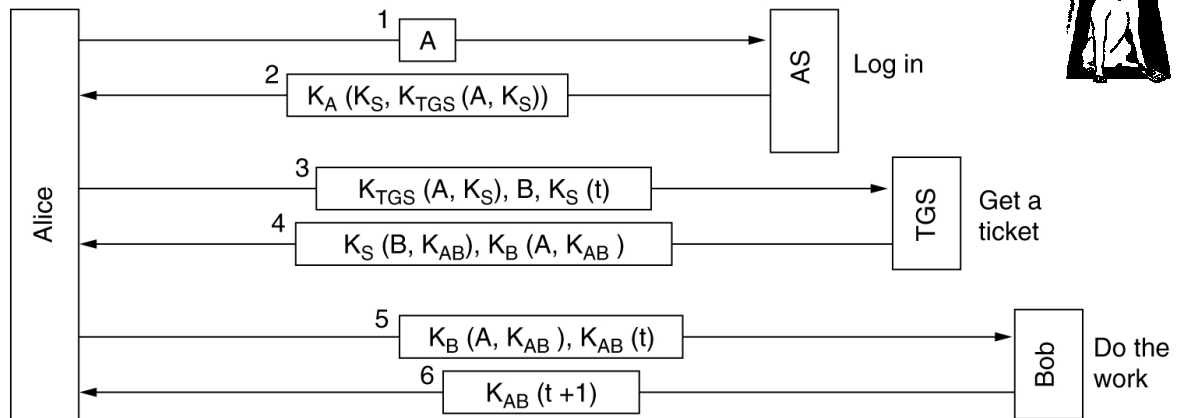 1
A
AS
Log in
2
K_A (K_S, K_TGS (A, K_S))
Alice
3
K_TGS (A, K_S), B, K_S (t)
TGS
Get a
ticket
4
K_S (B, K_AB), K_B (A, K_AB )
5
K_B (A, K_AB ), K_AB (t)
Bob
Do the
work
6
K_AB (t +1)